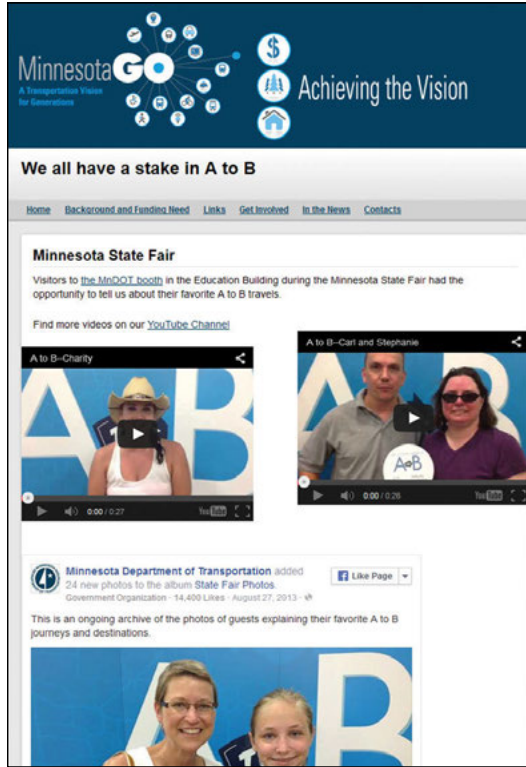 Minnesota GO
A Transportation Vision
for Generations
$
Achieving the Vision
We all have a stake in A to B
Home Background and Funding Need Links Get Involved In the News Contacts
Minnesota State Fair
Visitors to the MnDOT booth in the Education Building during the Minnesota State Fair had the
opportunity to tell us about their favorite A to B travels.
Find more videos on our YouTube Channel
A to B--Charity
A B
0:00 / 0:27 YouTube
A to B--Carl and Stephanie
A B
A to B
0:00 / 0:26 YouTube
Minnesota Department of Transportation added
24 new photos to the album State Fair Photos.
Government Organization · 14,400 Likes · August 27, 2013 ·
Like Page
This is an ongoing archive of the photos of guests explaining their favorite A to B
journeys and destinations.
A B